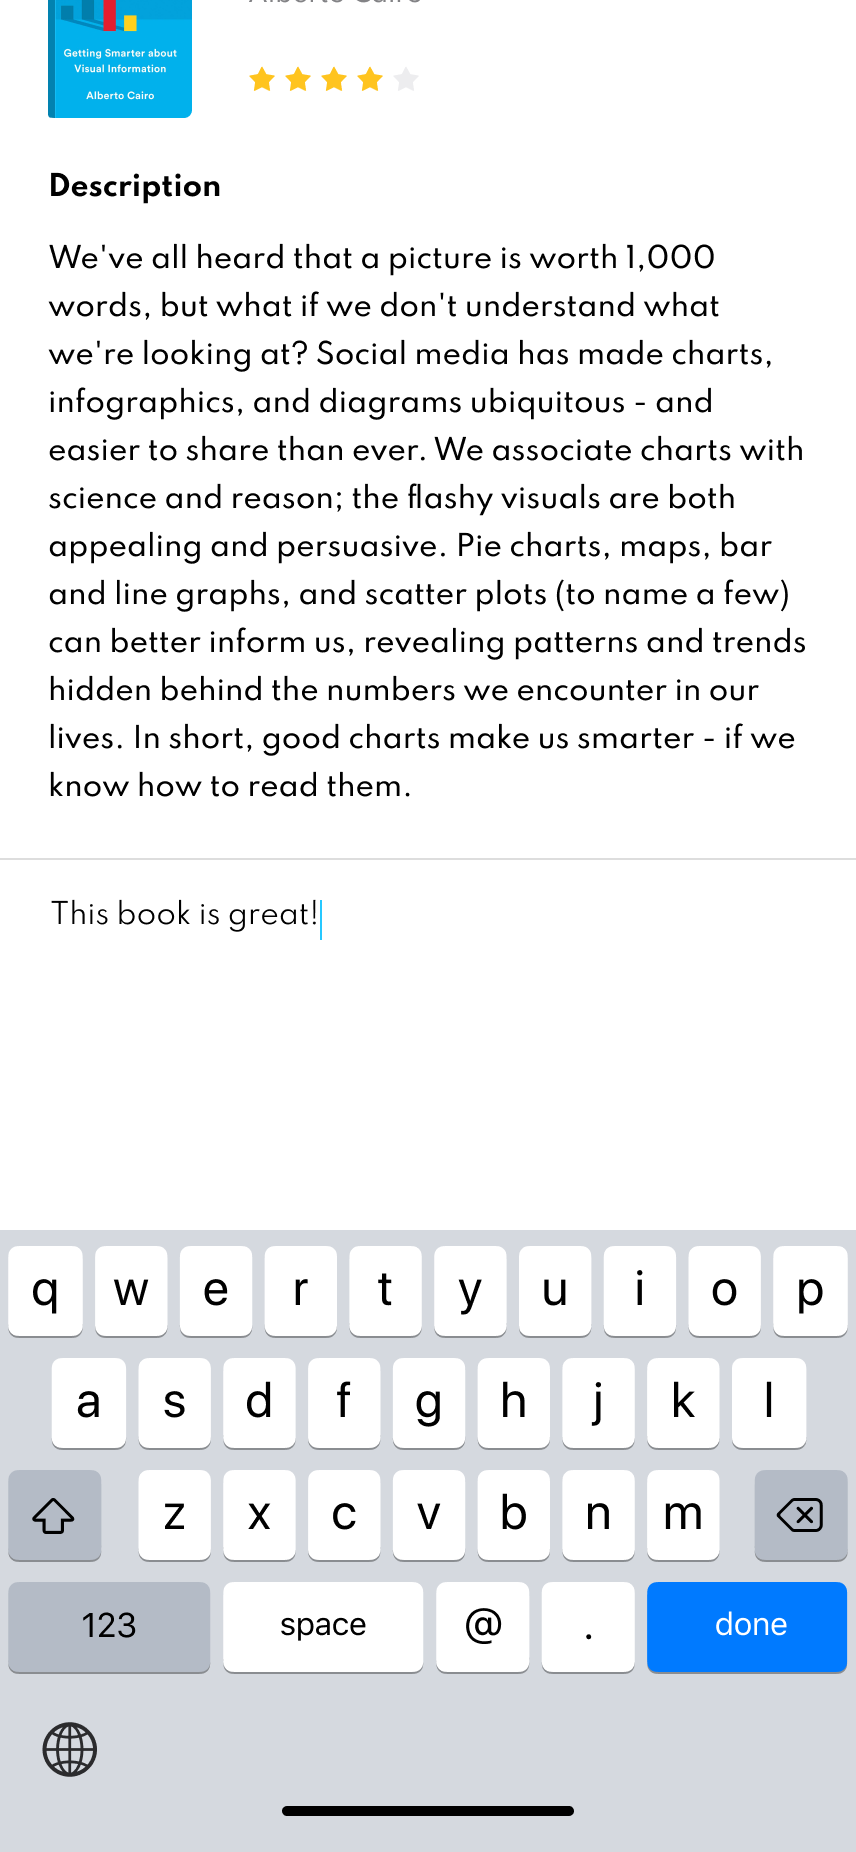 Alberto Cairo
Getting Smarter about
Visual Information
Alberto Cairo
Description
We've all heard that a picture is worth 1,000
words, but what if we don't understand what
we're looking at? Social media has made charts,
infographics, and diagrams ubiquitous - and
easier to share than ever. We associate charts with
science and reason; the flashy visuals are both
appealing and persuasive. Pie charts, maps, bar
and line graphs, and scatter plots (to name a few)
can better inform us, revealing patterns and trends
hidden behind the numbers we encounter in our
lives. In short, good charts make us smarter - if we
know how to read them.
This book is great!
q w e r t y u i o p
a s d f g h j k l
z x c v b n m
123 space @ . done